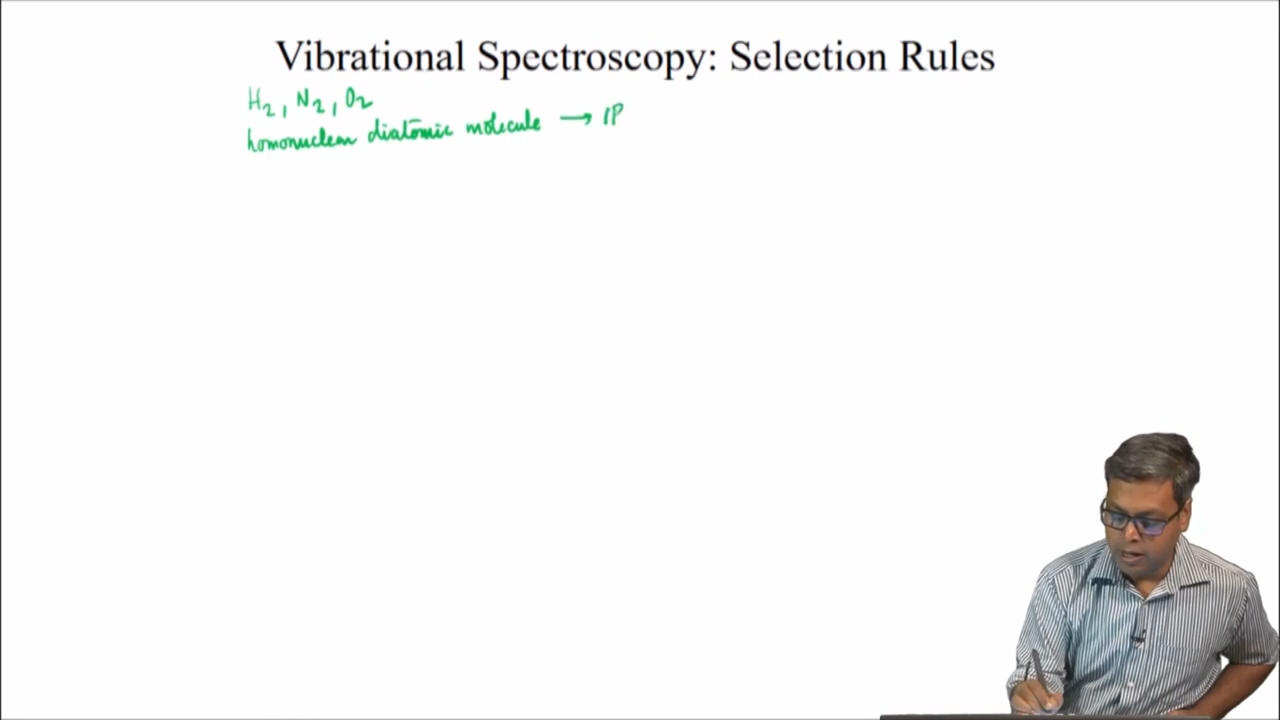 Vibrational Spectroscopy: Selection Rules
H₂, N₂, O₂
homonuclear diatomic molecule → IP